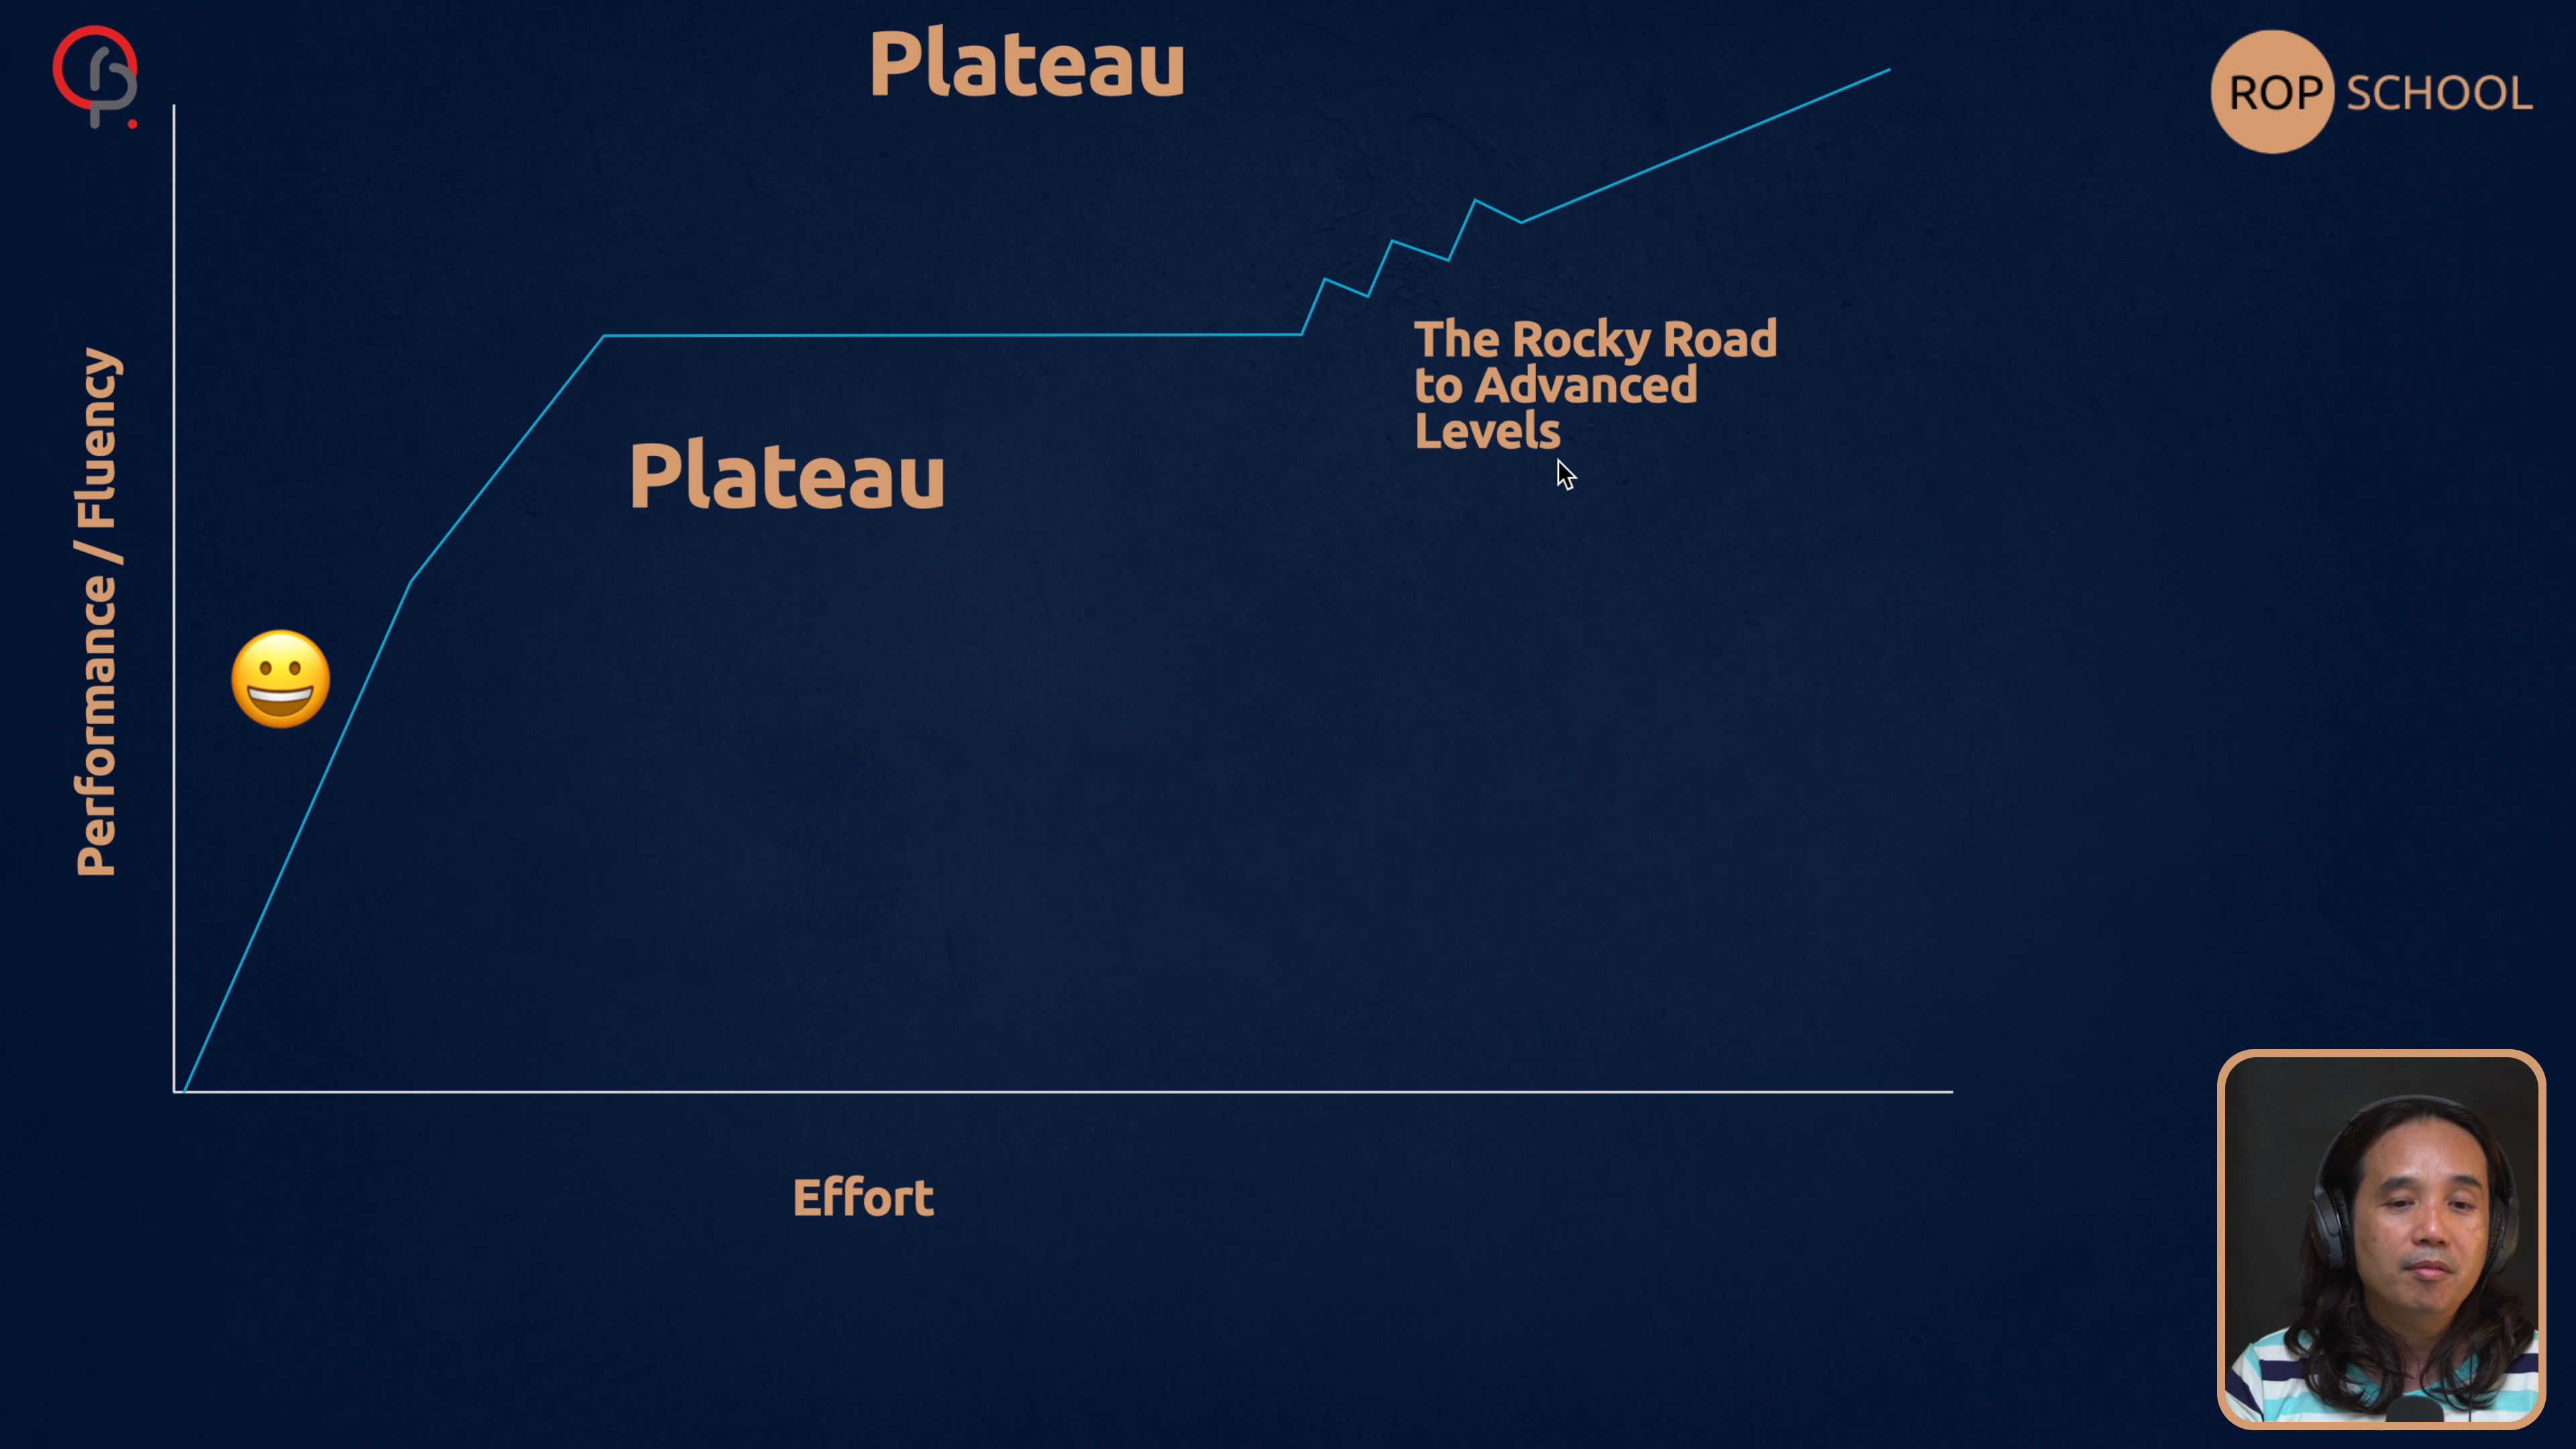 Plateau
ROP SCHOOL
Performance / Fluency
The Rocky Road
to Advanced
Levels
Plateau
Effort